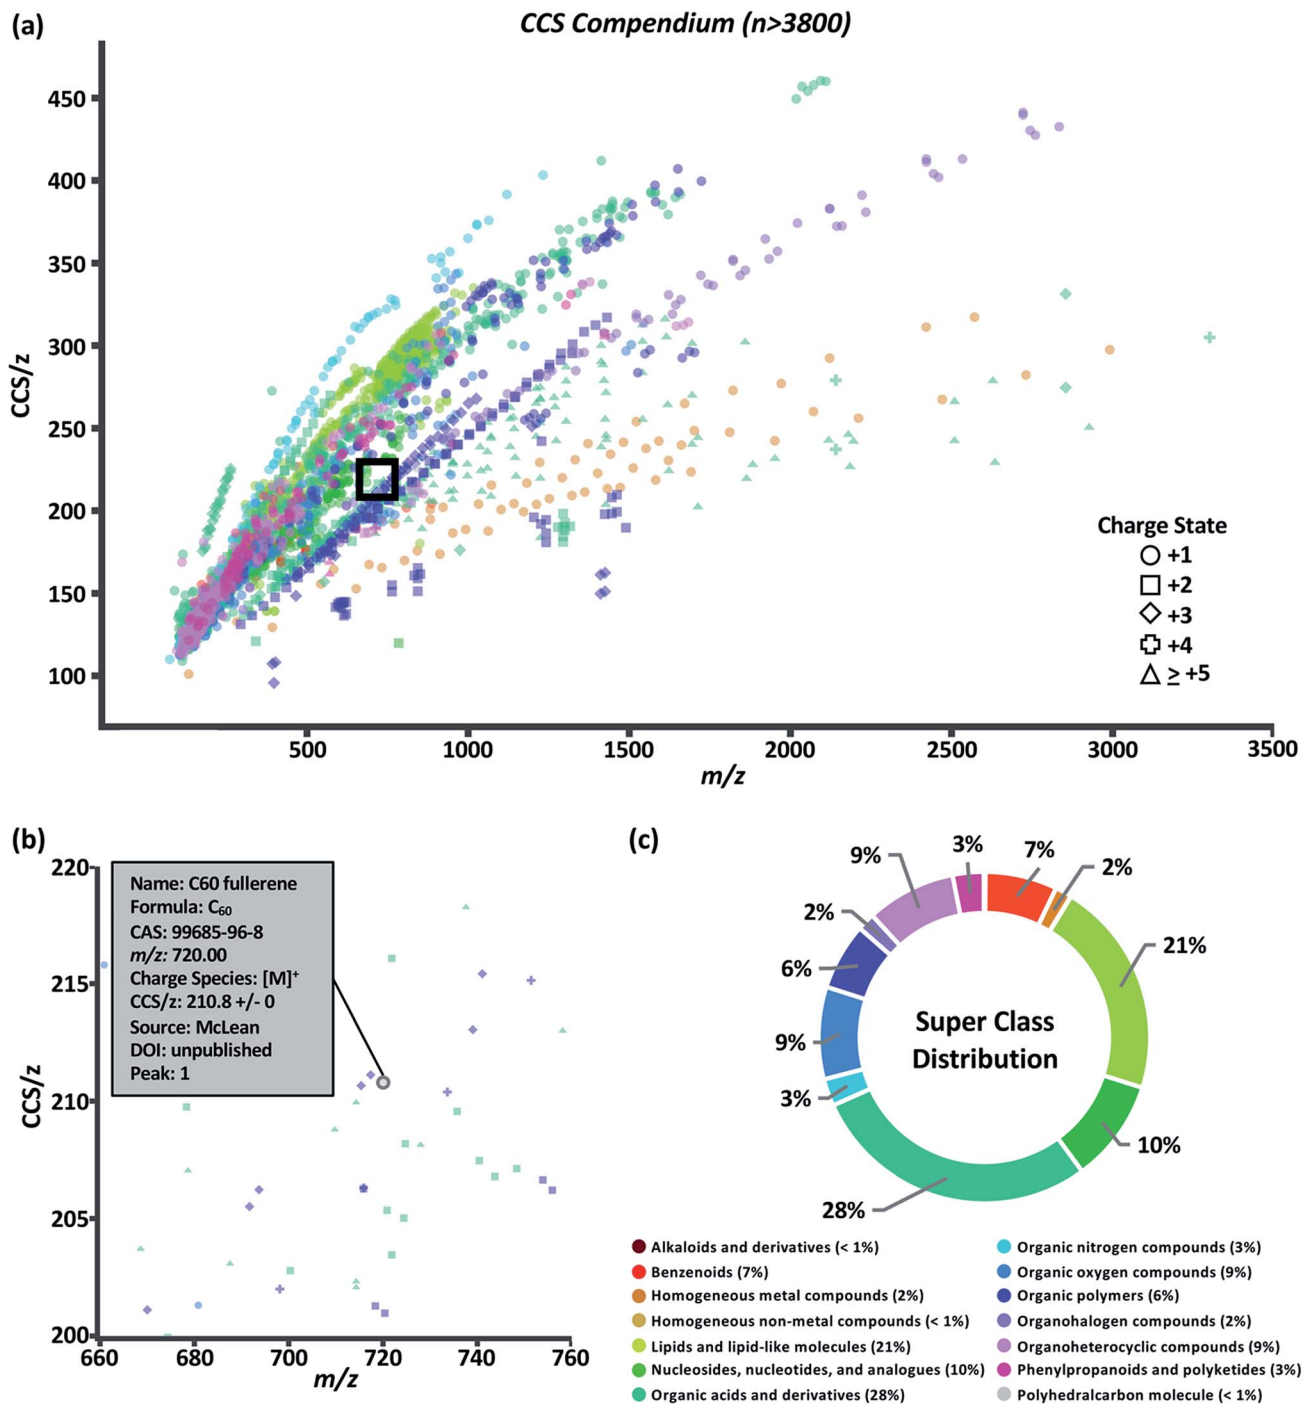 (a)
CCS Compendium (n>3800)
CCS/z
450
400
350
300
250
200
150
100
500
1000
1500
2000
2500
3000
3500
m/z
Charge State
+1
+2
+3
+4
≥ +5
(b)
CCS/z
220
215
210
205
200
660
680
700
720
740
760
m/z
Name: C60 fullerene
Formula: C₆₀
CAS: 99685-96-8
m/z: 720.00
Charge Species: [M]⁺
CCS/z: 210.8 +/- 0
Source: McLean
DOI: unpublished
Peak: 1
(c)
9%
3%
7%
2%
2%
21%
6%
9%
3%
10%
28%
Super Class
Distribution
Alkaloids and derivatives (< 1%)
Benzenoids (7%)
Homogeneous metal compounds (2%)
Homogeneous non-metal compounds (< 1%)
Lipids and lipid-like molecules (21%)
Nucleosides, nucleotides, and analogues (10%)
Organic acids and derivatives (28%)
Organic nitrogen compounds (3%)
Organic oxygen compounds (9%)
Organic polymers (6%)
Organohalogen compounds (2%)
Organoheterocyclic compounds (9%)
Phenylpropanoids and polyketides (3%)
Polyhedralcarbon molecule (< 1%)